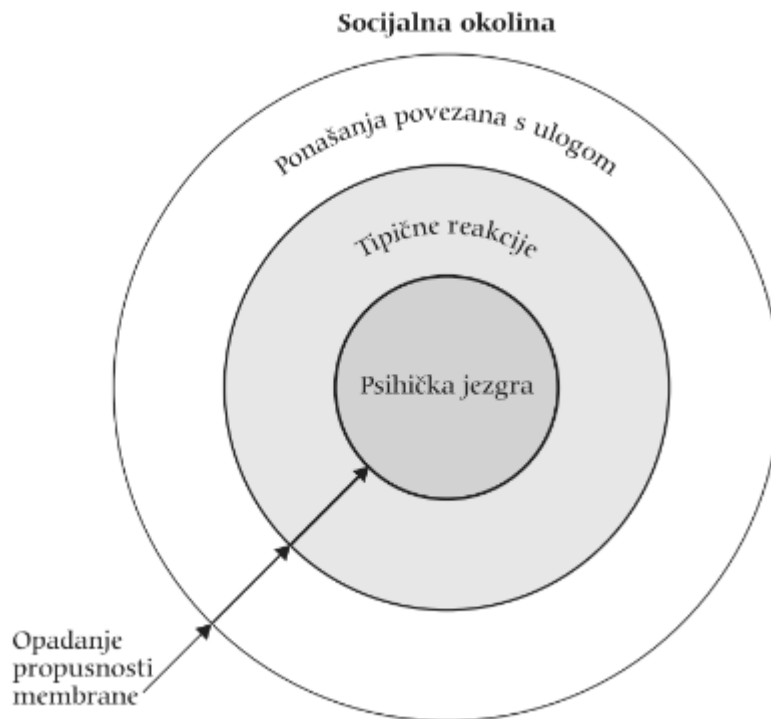 Socijalna okolina
Ponašanja povezana s ulogom
Tipične reakcije
Psihička jezgra
Opadanje
propusnosti
membrane